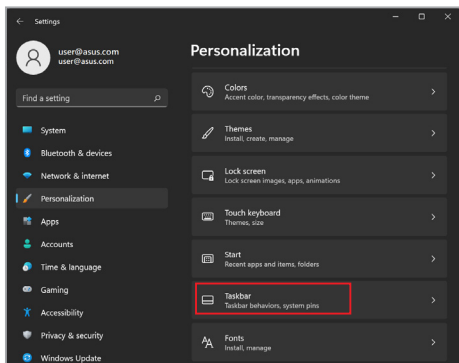 Settings
user@asus.com
user@asus.com
Find a setting
System
Bluetooth & devices
Network & internet
Personalization
Apps
Accounts
Time & language
Gaming
Accessibility
Privacy & security
Windows Update
Personalization
Colors
Accent color, transparency effects, color theme
Themes
Install, create, manage
Lock screen
Lock screen images, apps, animations
Touch keyboard
Themes, size
Start
Recent apps and items, folders
Taskbar
Taskbar behaviors, system pins
Fonts
Install, manage